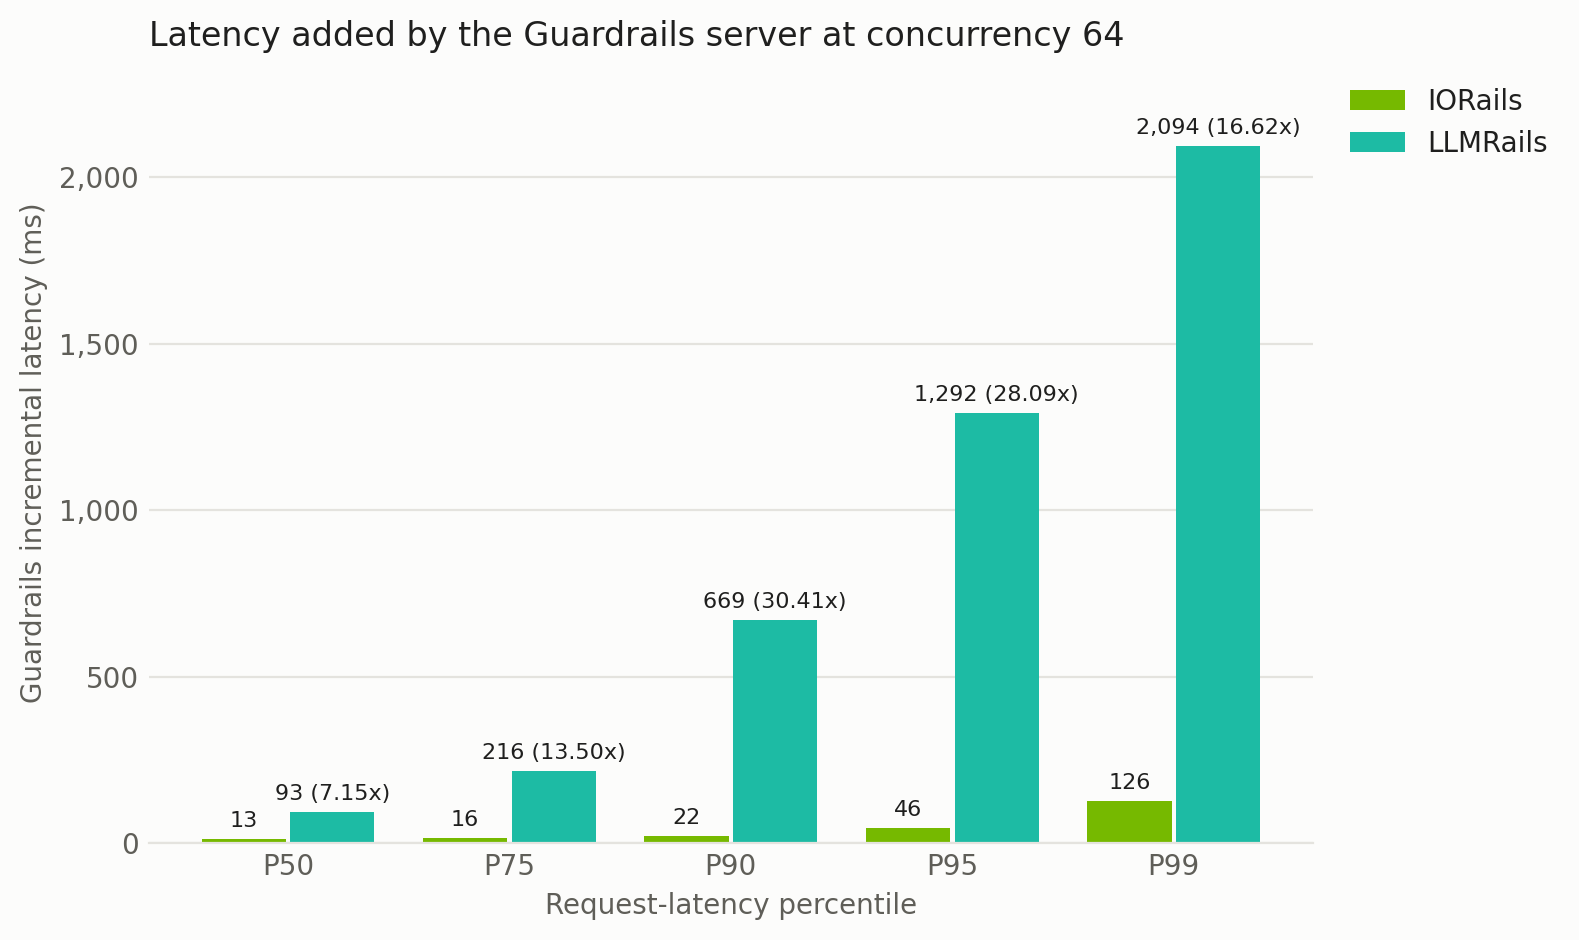 Latency added by the Guardrails server at concurrency 64
IORails
LLMRails
Guardrails incremental latency (ms)
2,000
1,500
1,000
500
0
13
93 (7.15x)
16
216 (13.50x)
22
669 (30.41x)
46
1,292 (28.09x)
126
2,094 (16.62x)
P50
P75
P90
P95
P99
Request-latency percentile